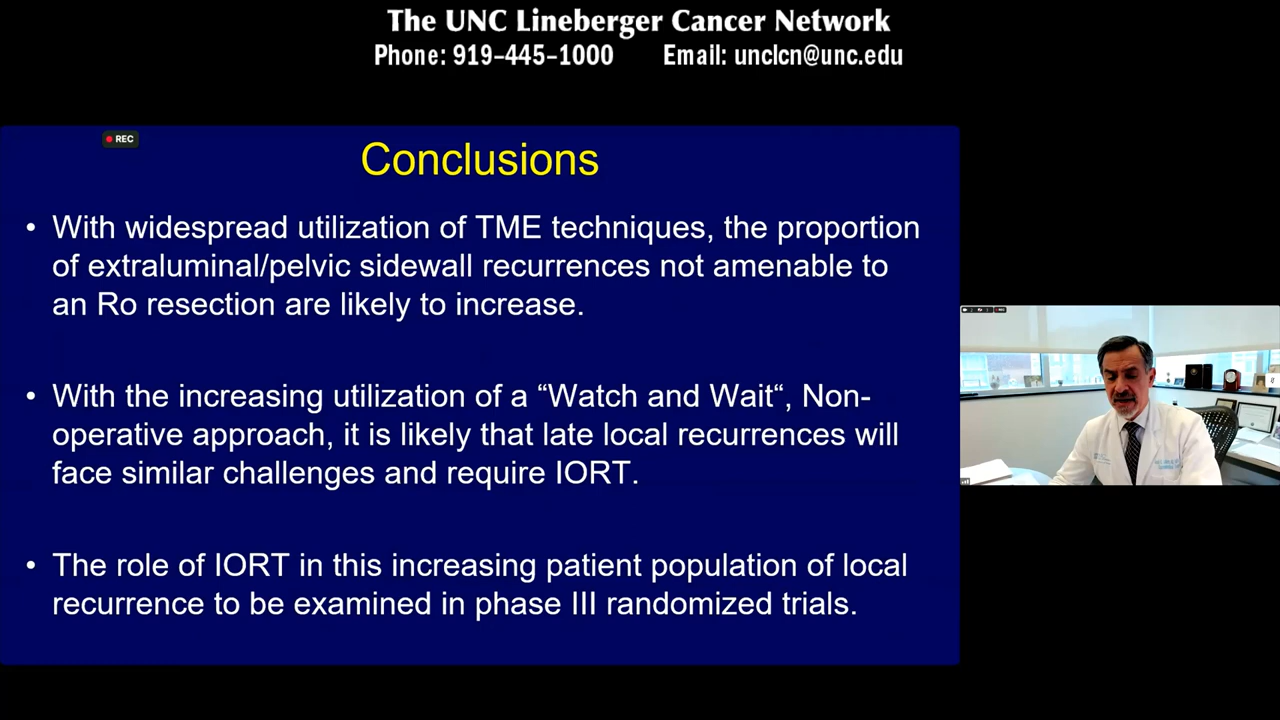 The UNC Lineberger Cancer Network
Phone: 919-445-1000 Email: unclcn@unc.edu
REC
Conclusions
• With widespread utilization of TME techniques, the proportion
of extraluminal/pelvic sidewall recurrences not amenable to
an Ro resection are likely to increase.
• With the increasing utilization of a “Watch and Wait“, Non-
operative approach, it is likely that late local recurrences will
face similar challenges and require IORT.
• The role of IORT in this increasing patient population of local
recurrence to be examined in phase III randomized trials.